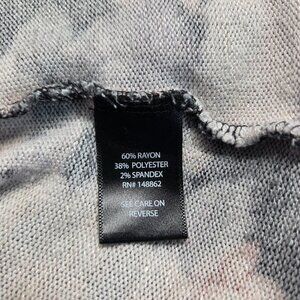 60% RAYON
38% POLYESTER
2% SPANDEX
RN# 148862
SEE CARE ON
REVERSE